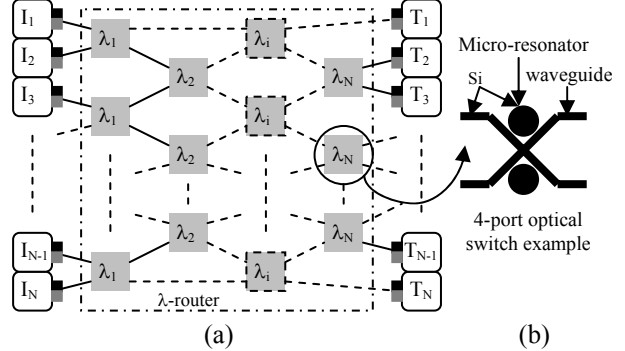 I1
I2
I3
IN-1
IN
λ1
λ1
λ1
λ2
λ2
λ2
λi
λi
λi
λN
λN
λN
λ-router
T1
T2
T3
TN-1
TN
(a)
Micro-resonator
Si
waveguide
4-port optical
switch example
(b)